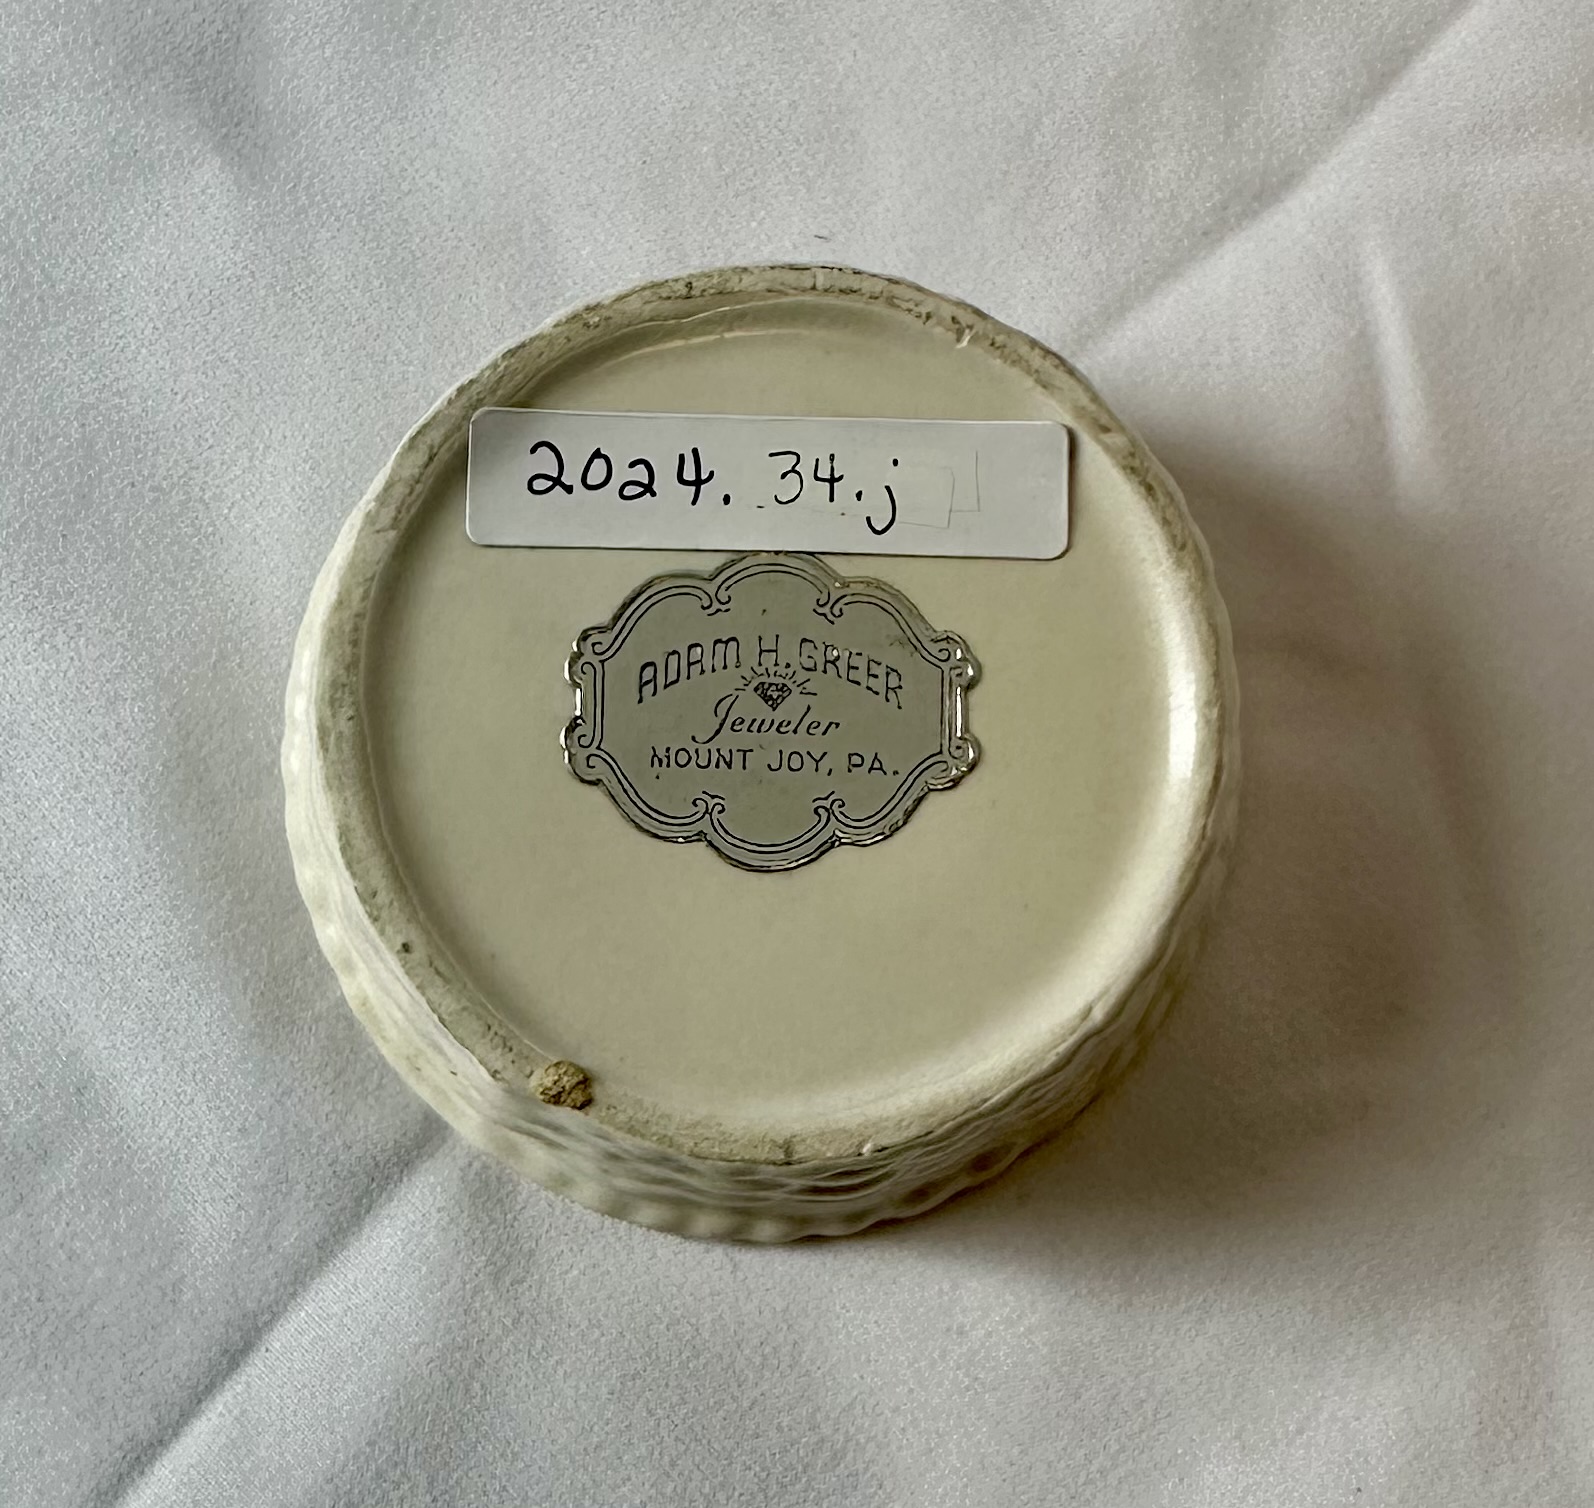 2024.34.j
ADAM H. GREER
Jeweler
MOUNT JOY, PA.